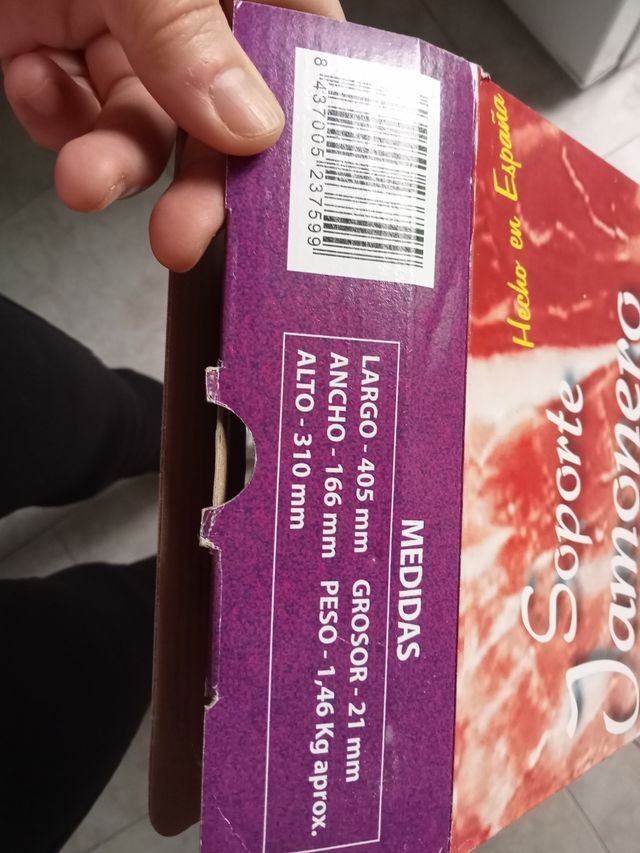 8 437005 237599
MEDIDAS
LARGO - 405 mm GROSOR - 21 mm
ANCHO - 166 mm PESO - 1,46 Kg aprox.
ALTO - 310 mm
Hecho en España
Soporte
Jamonero